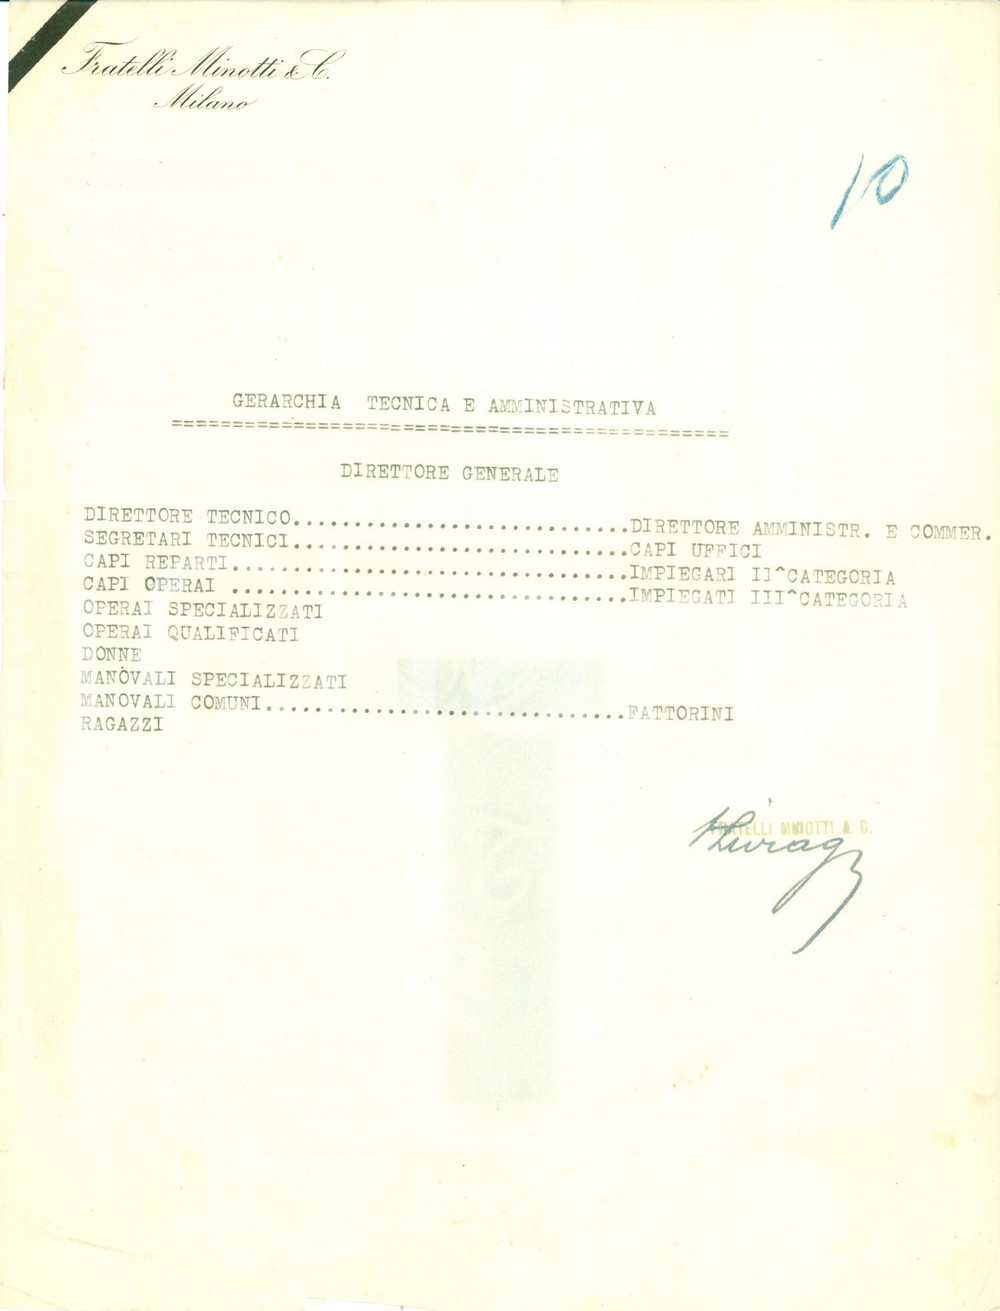 Fratelli Minotti & C.
Milano
10
GERARCHIA TECNICA E AMMINISTRATIVA
==============================================
DIRETTORE GENERALE
DIRETTORE TECNICO............................DIRETTORE AMMINISTR. E COMMER.
SEGRETARI TECNICI............................CAPI UFFICI
CAPI REPARTI.................................IMPIEGARI II^CATEGORIA
CAPI OPERAI .................................IMPIEGATI III^CATEGORIA
OPERAI SPECIALIZZATI
OPERAI QUALIFICATI
DONNE
MANOVALI SPECIALIZZATI
MANOVALI COMUNI..............................FATTORINI
RAGAZZI
FRATELLI MINOTTI & C.